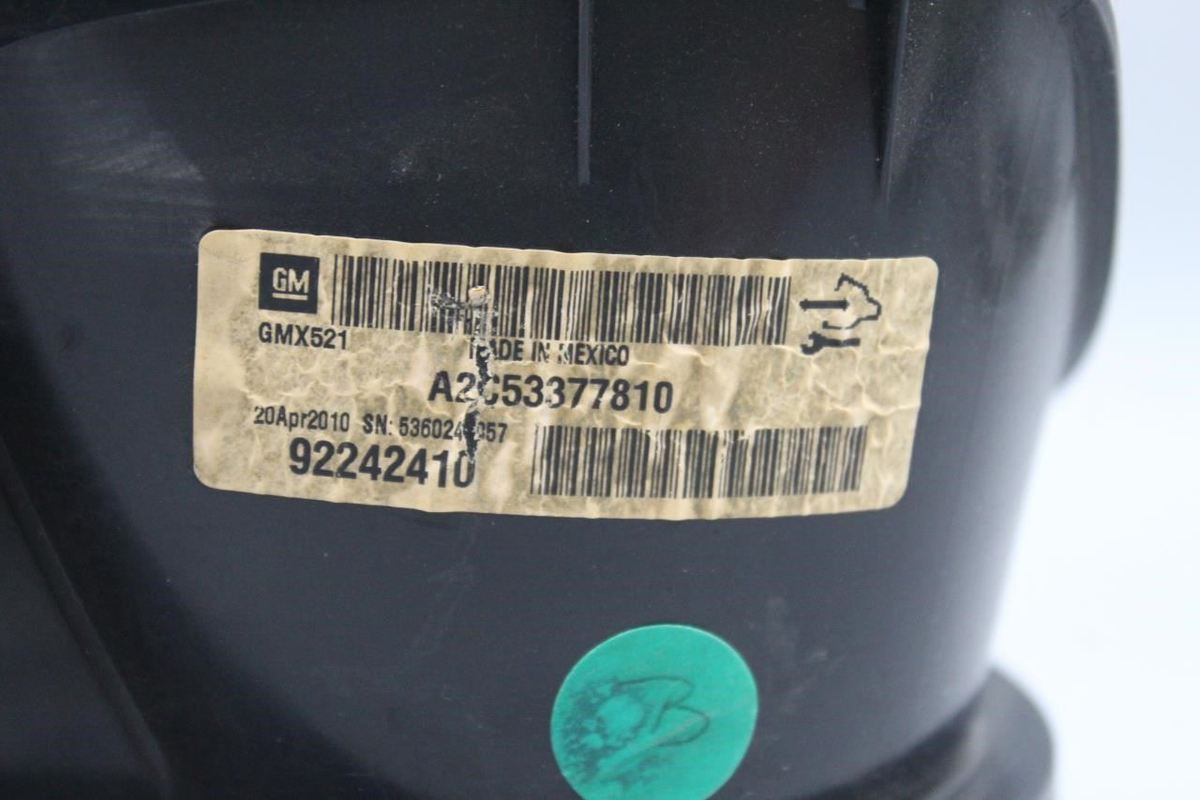 GM
GMX521
MADE IN MEXICO
A2C53377810
20Apr2010 SN:
92242410
B